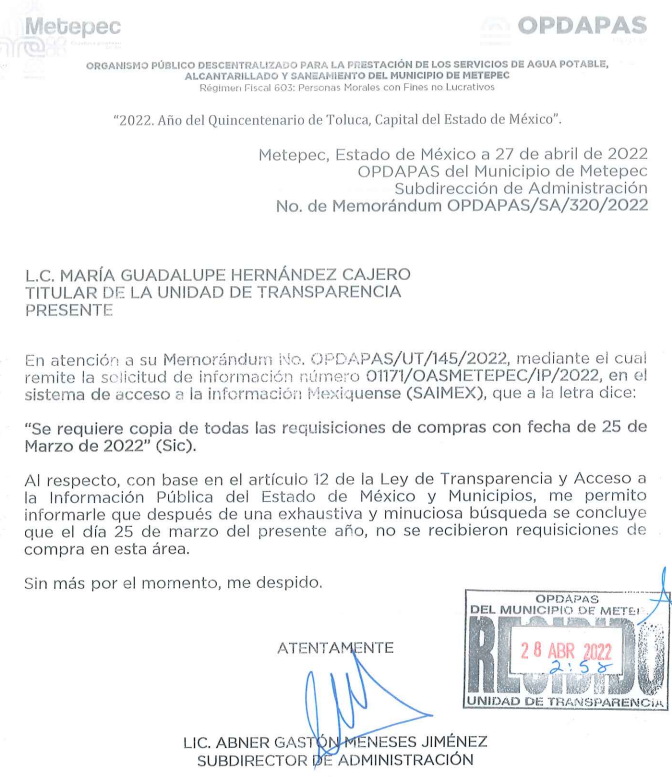 Metepec
OPDAPAS
ORGANISMO PÚBLICO DESCENTRALIZADO PARA LA PRESTACIÓN DE LOS SERVICIOS DE AGUA POTABLE,
ALCANTARILLADO Y SANEAMIENTO DEL MUNICIPIO DE METEPEC
Régimen Fiscal 603: Personas Morales con Fines no Lucrativos
"2022. Año del Quincentenario de Toluca, Capital del Estado de México".
Metepec, Estado de México a 27 de abril de 2022
OPDAPAS del Municipio de Metepec
Subdirección de Administración
No. de Memorándum OPDAPAS/SA/320/2022
L.C. MARÍA GUADALUPE HERNÁNDEZ CAJERO
TITULAR DE LA UNIDAD DE TRANSPARENCIA
PRESENTE
En atención a su Memorándum No. OPDAPAS/UT/145/2022, mediante el cual
remite la solicitud de información número 01171/OASMETEPEC/IP/2022, en el
sistema de acceso a la información Mexiquense (SAIMEX), que a la letra dice:
"Se requiere copia de todas las requisiciones de compras con fecha de 25 de
Marzo de 2022" (Sic).
Al respecto, con base en el artículo 12 de la Ley de Transparencia y Acceso a
la Información Pública del Estado de México y Municipios, me permito
informarle que después de una exhaustiva y minuciosa búsqueda se concluye
que el día 25 de marzo del presente año, no se recibieron requisiciones de
compra en esta área.
Sin más por el momento, me despido.
OPDAPAS
DEL MUNICIPIO DE METE
RECIBIDO
28 ABR 2022
2:58
UNIDAD DE TRANSPARENCIA
ATENTAMENTE
LIC. ABNER GASTÓN MENESES JIMÉNEZ
SUBDIRECTOR DE ADMINISTRACIÓN